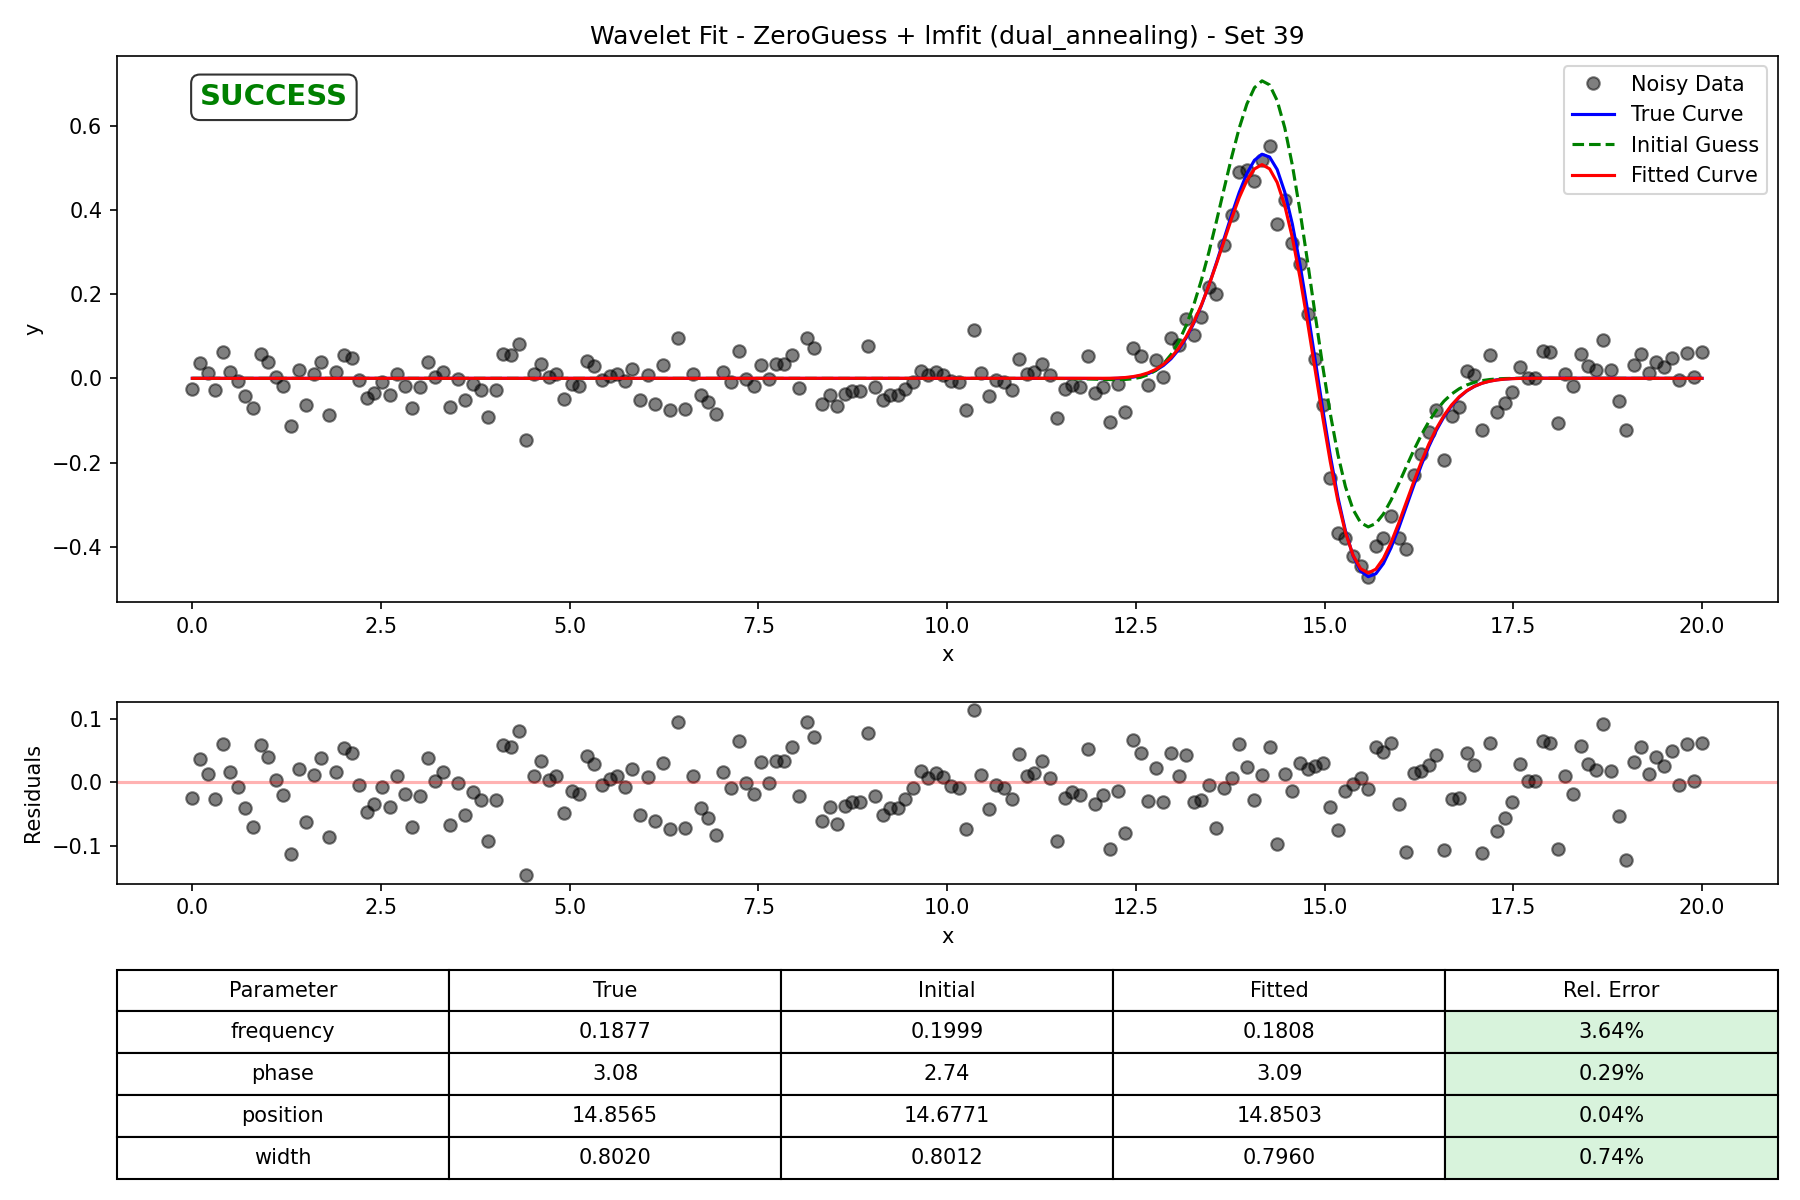 Wavelet Fit - ZeroGuess + lmfit (dual_annealing) - Set 39
SUCCESS
Noisy Data
True Curve
Initial Guess
Fitted Curve
y
0.6
0.4
0.2
0.0
−0.2
−0.4
0.0 2.5 5.0 7.5 10.0 12.5 15.0 17.5 20.0
x
Residuals
0.1
0.0
−0.1
0.0 2.5 5.0 7.5 10.0 12.5 15.0 17.5 20.0
x
Parameter True Initial Fitted Rel. Error
frequency 0.1877 0.1999 0.1808 3.64%
phase 3.08 2.74 3.09 0.29%
position 14.8565 14.6771 14.8503 0.04%
width 0.8020 0.8012 0.7960 0.74%